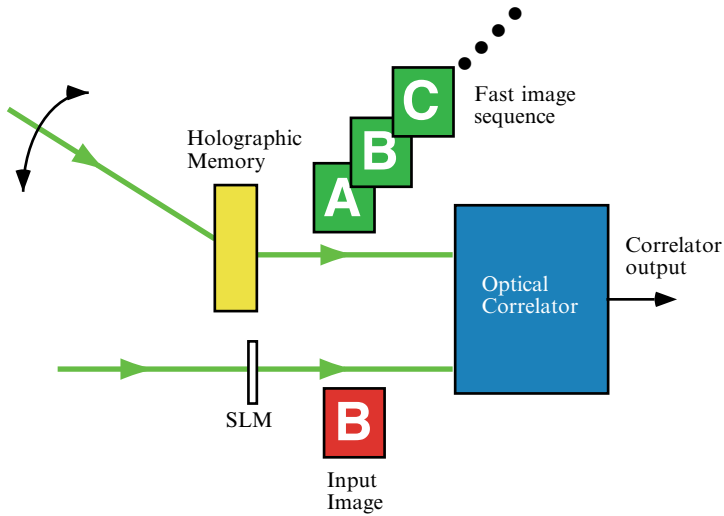 C
Fast image
sequence
B
Holographic
Memory
A
Correlator
output
Optical
Correlator
SLM
B
Input
Image